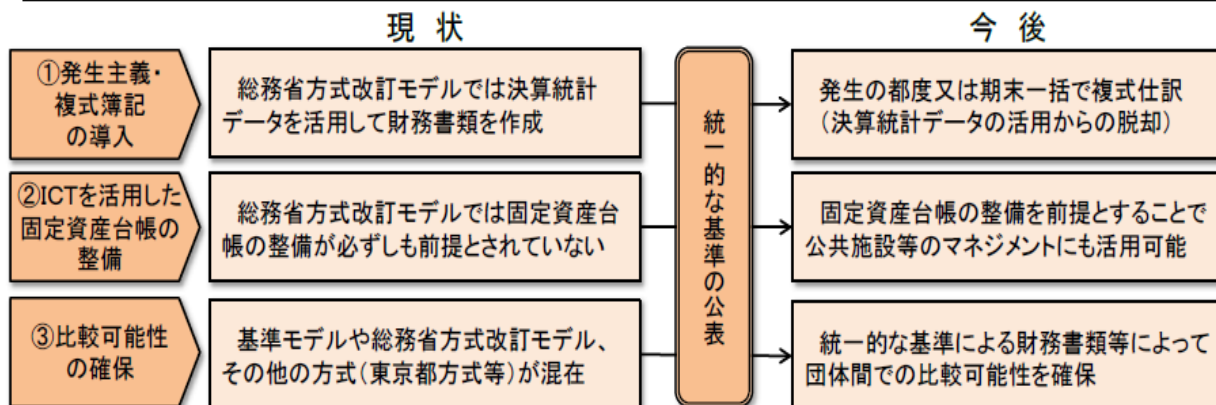 現 状
今 後
①発生主義・
複式簿記
の導入
総務省方式改訂モデルでは決算統計
データを活用して財務書類を作成
発生の都度又は期末一括で複式仕訳
(決算統計データの活用からの脱却)
②ICTを活用した
固定資産台帳の
整備
総務省方式改訂モデルでは固定資産台
帳の整備が必ずしも前提とされていない
固定資産台帳の整備を前提とすることで
公共施設等のマネジメントにも活用可能
③比較可能性
の確保
基準モデルや総務省方式改訂モデル、
その他の方式(東京都方式等)が混在
統一的な基準による財務書類等によって
団体間での比較可能性を確保
統一的な基準の公表